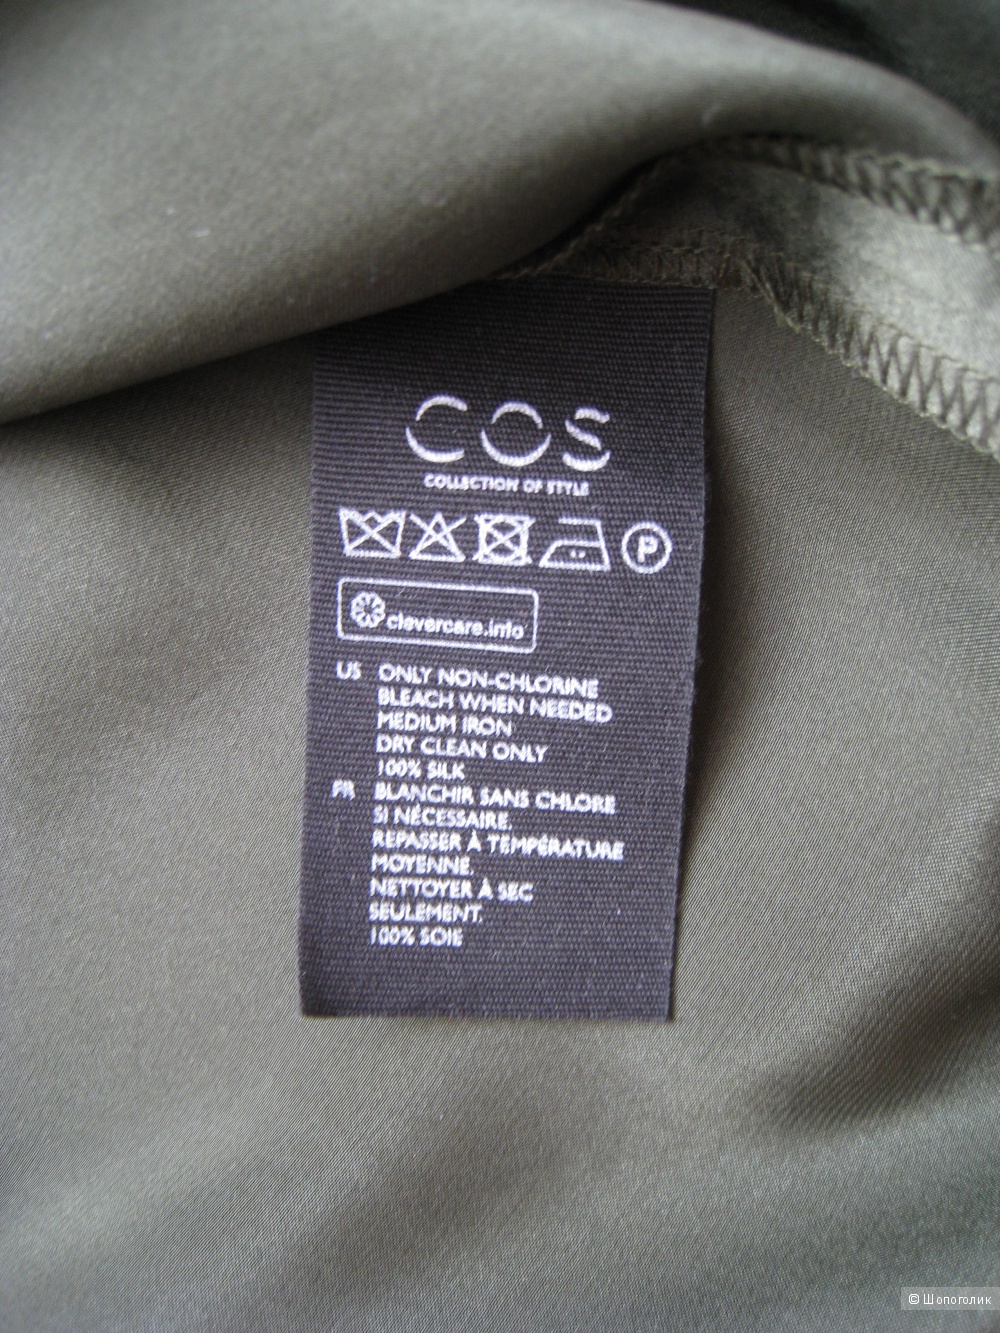 COS
COLLECTION OF STYLE
P
clevercare.info
US ONLY NON-CHLORINE
BLEACH WHEN NEEDED
MEDIUM IRON
DRY CLEAN ONLY
100% SILK
FR BLANCHIR SANS CHLORE
SI NÉCESSAIRE.
REPASSER À TEMPÉRATURE
MOYENNE.
NETTOYER À SEC
SEULEMENT.
100% SOIE
© Шопоголик